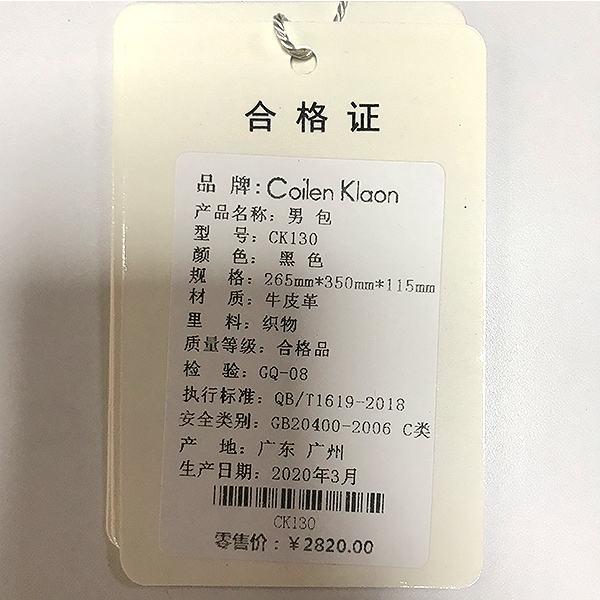 合格证
品 牌: Coilen Klaon
产品名称: 男 包
型 号: CK130
颜 色: 黑 色
规 格: 265mm*350mm*115mm
材 质: 牛皮革
里 料: 织物
质量等级: 合格品
检 验: GQ-08
执行标准: QB/T1619-2018
安全类别: GB20400-2006 C类
产 地: 广东 广州
生产日期: 2020年3月
CK130
零售价: ¥2820.00